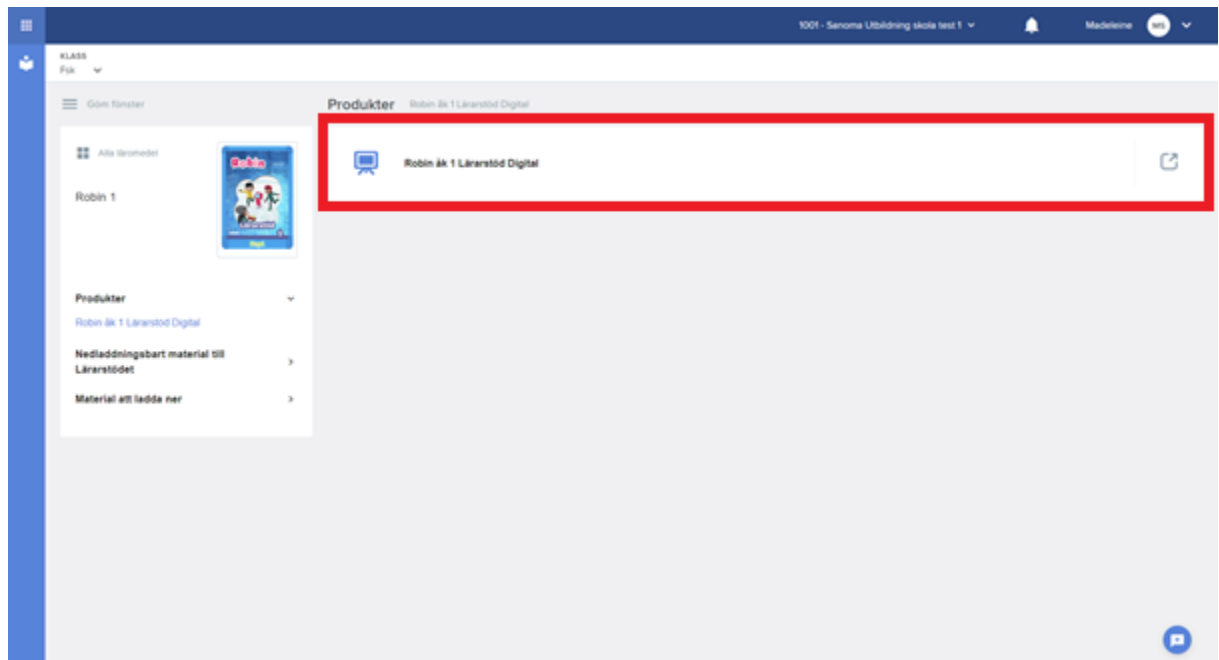 1001 - Sanoma Utbildning skola test 1
Madeleine
MS
KLASS
Fsk
Göm fönster
Produkter
Robin åk 1 Lärarstöd Digital
Alla läromedel
Robin
Lärarstöd
Robin 1
Robin åk 1 Lärarstöd Digital
Produkter
Robin åk 1 Lärarstöd Digital
Nedladdningsbart material till
Lärarstödet
Material att ladda ner